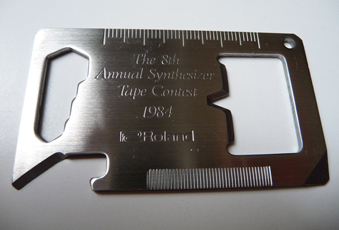 The 8th
Annual Synthesizer
Tape Contest
1984
Roland